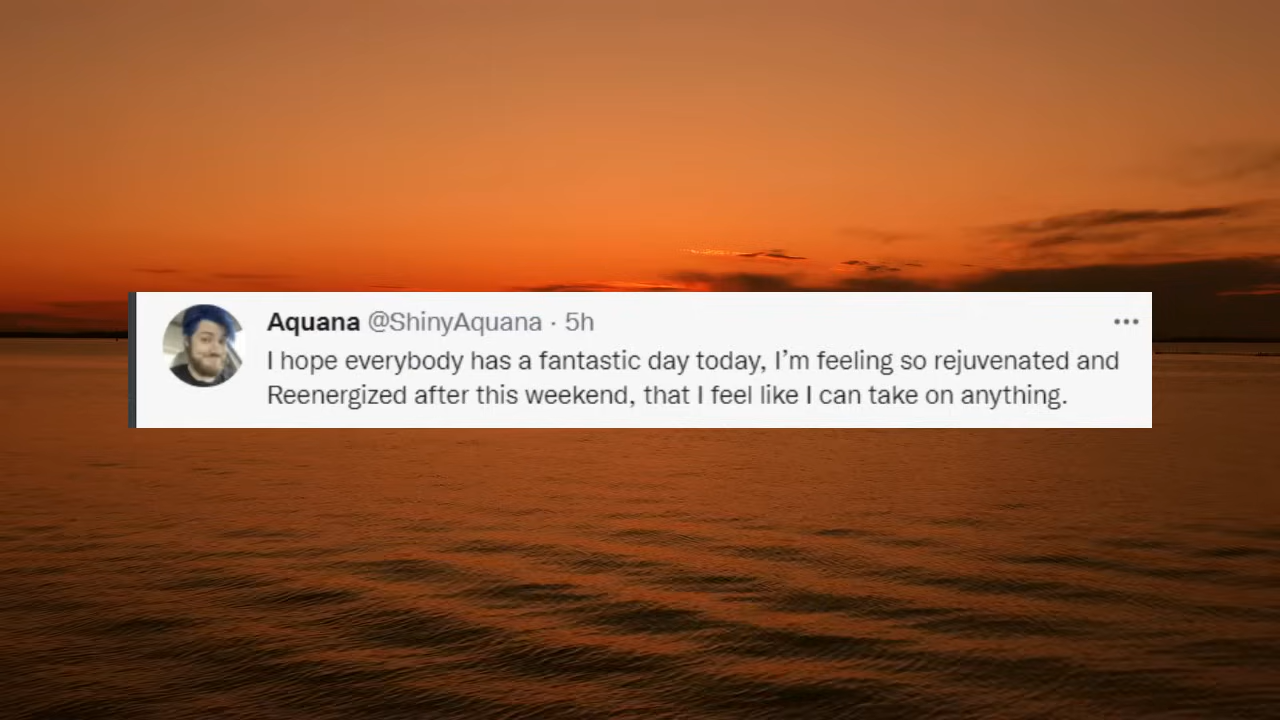 Aquana @ShinyAquana · 5h
I hope everybody has a fantastic day today, I’m feeling so rejuvenated and
Reenergized after this weekend, that I feel like I can take on anything.